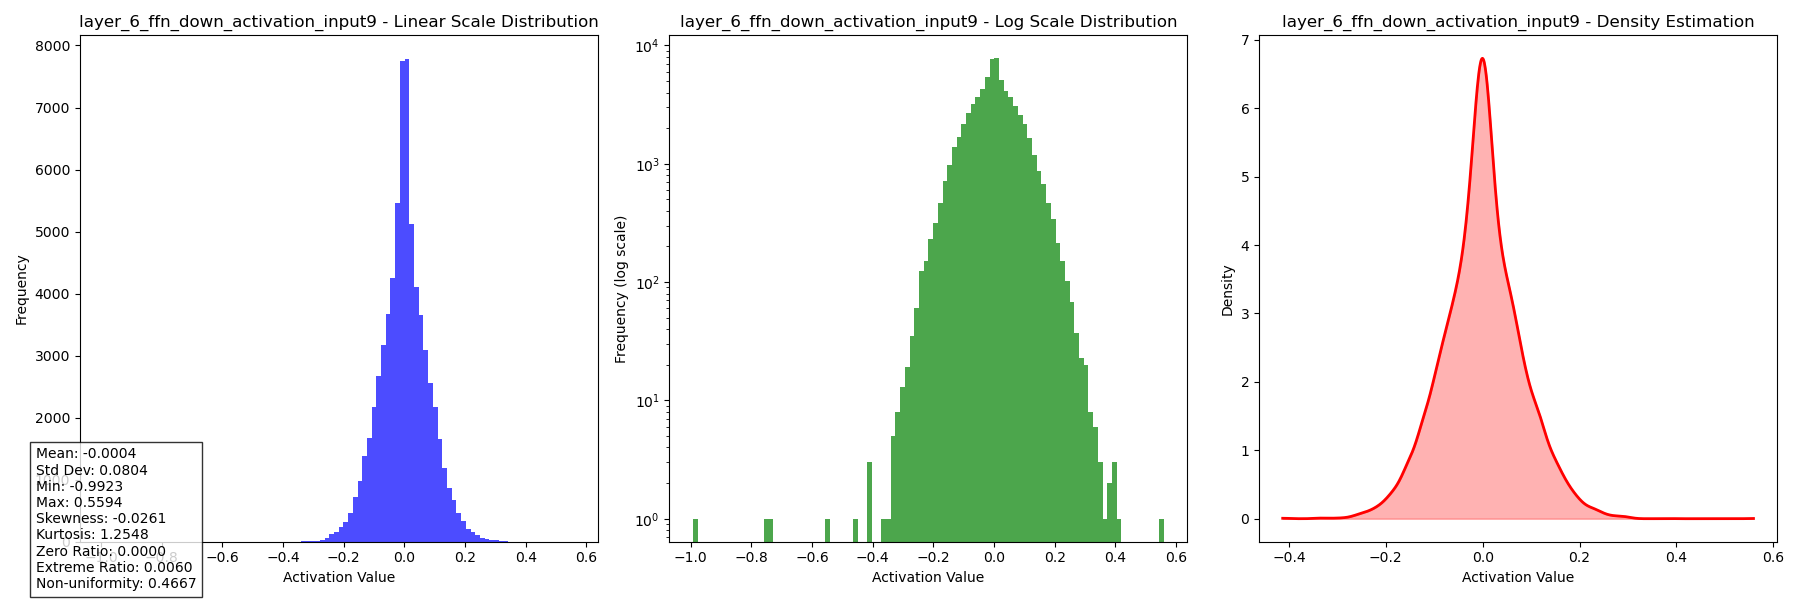 layer_6_ffn_down_activation_input9 - Linear Scale Distribution
8000
7000
6000
5000
4000
3000
2000
1000
0
Frequency
−0.8
−0.6
−0.4
−0.2
0.0
0.2
0.4
0.6
Activation Value
Mean: -0.0004
Std Dev: 0.0804
Min: -0.9923
Max: 0.5594
Skewness: -0.0261
Kurtosis: 1.2548
Zero Ratio: 0.0000
Extreme Ratio: 0.0060
Non-uniformity: 0.4667
layer_6_ffn_down_activation_input9 - Log Scale Distribution
10⁴
10³
10²
10¹
10⁰
Frequency (log scale)
−1.0
−0.8
−0.6
−0.4
−0.2
0.0
0.2
0.4
0.6
Activation Value
layer_6_ffn_down_activation_input9 - Density Estimation
7
6
5
4
3
2
1
0
Density
−0.4
−0.2
0.0
0.2
0.4
0.6
Activation Value